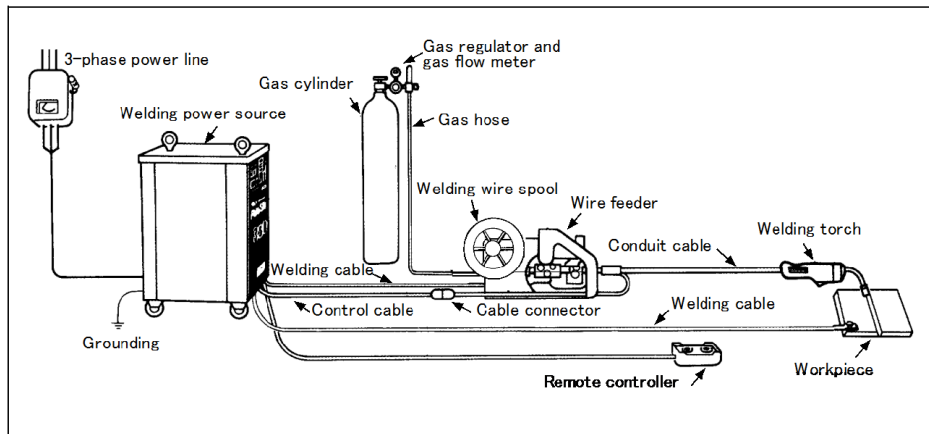 3-phase power line
Gas regulator and
gas flow meter
Gas cylinder
Welding power source
Gas hose
Welding wire spool
Wire feeder
Welding torch
Conduit cable
Welding cable
Control cable
Cable connector
Welding cable
Grounding
Workpiece
Remote controller